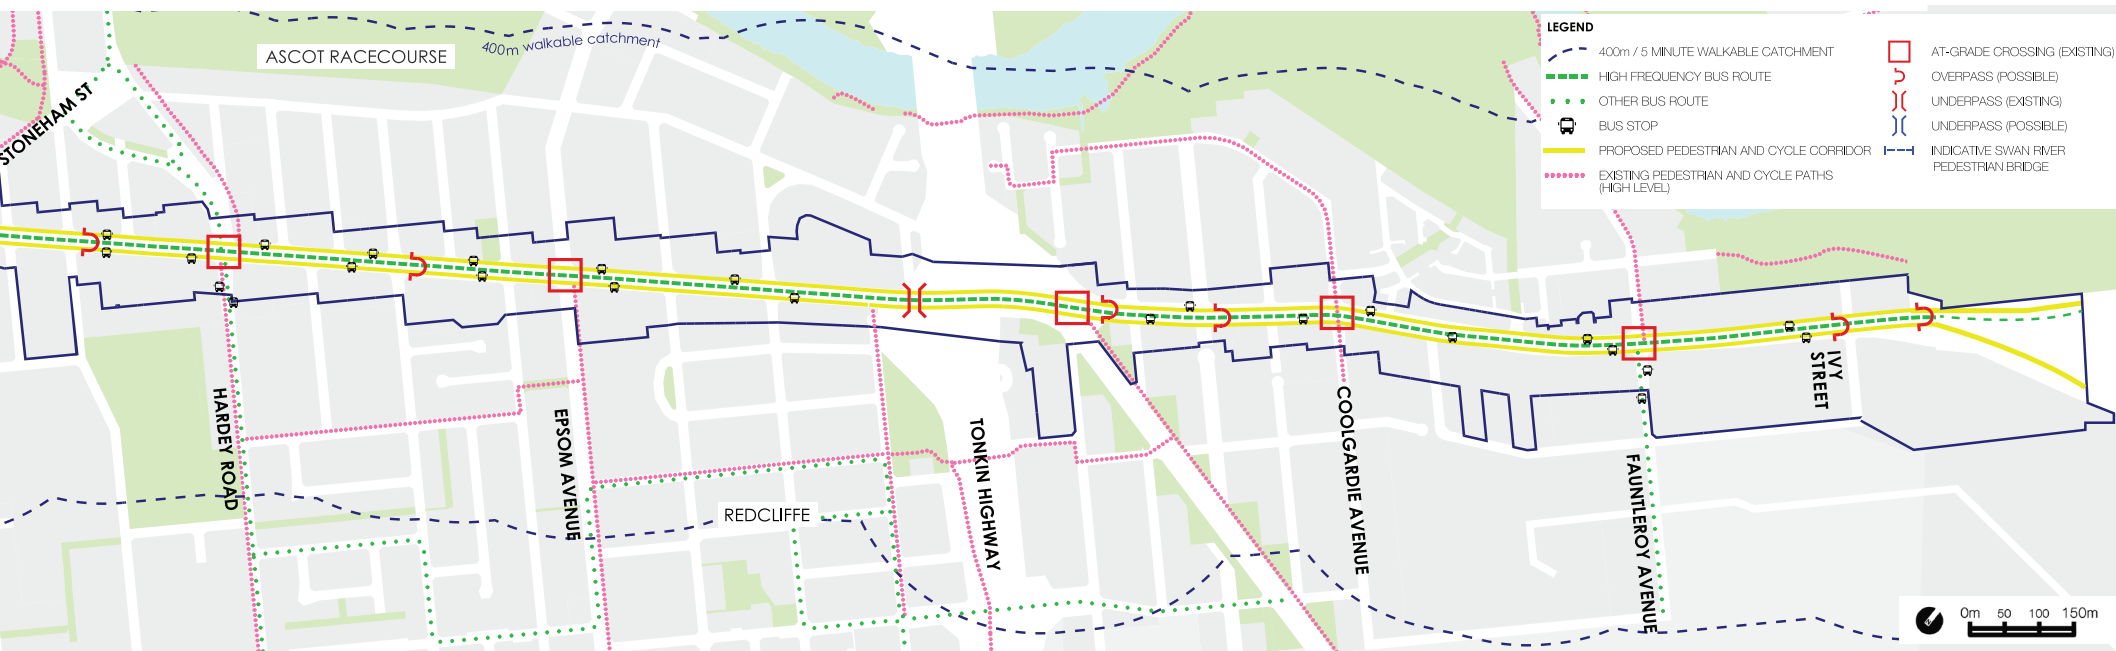 ASCOT RACECOURSE
400m walkable catchment
STONEHAM ST
HARDEY ROAD
EPSOM AVENUE
REDCLIFFE
TONKIN HIGHWAY
COOLGARDIE AVENUE
FAUNTLEROY AVENUE
IVY
STREET
LEGEND
400m / 5 MINUTE WALKABLE CATCHMENT
HIGH FREQUENCY BUS ROUTE
OTHER BUS ROUTE
BUS STOP
PROPOSED PEDESTRIAN AND CYCLE CORRIDOR
EXISTING PEDESTRIAN AND CYCLE PATHS
(HIGH LEVEL)
AT-GRADE CROSSING (EXISTING)
OVERPASS (POSSIBLE)
UNDERPASS (EXISTING)
UNDERPASS (POSSIBLE)
INDICATIVE SWAN RIVER
PEDESTRIAN BRIDGE
0m 50 100 150m